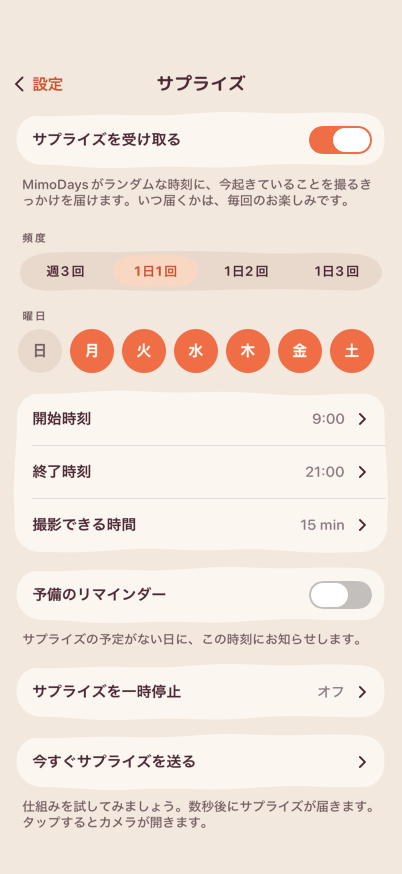 設定
サプライズ
サプライズを受け取る
MimoDaysがランダムな時刻に、今起きていることを撮るき
っかけを届けます。いつ届くかは、毎回のお楽しみです。
頻度
週3回 1日1回 1日2回 1日3回
曜日
日 月 火 水 木 金 土
開始時刻 9:00
終了時刻 21:00
撮影できる時間 15 min
予備のリマインダー
サプライズの予定がない日に、この時刻にお知らせします。
サプライズを一時停止 オフ
今すぐサプライズを送る
仕組みを試してみましょう。数秒後にサプライズが届きます。
タップするとカメラが開きます。